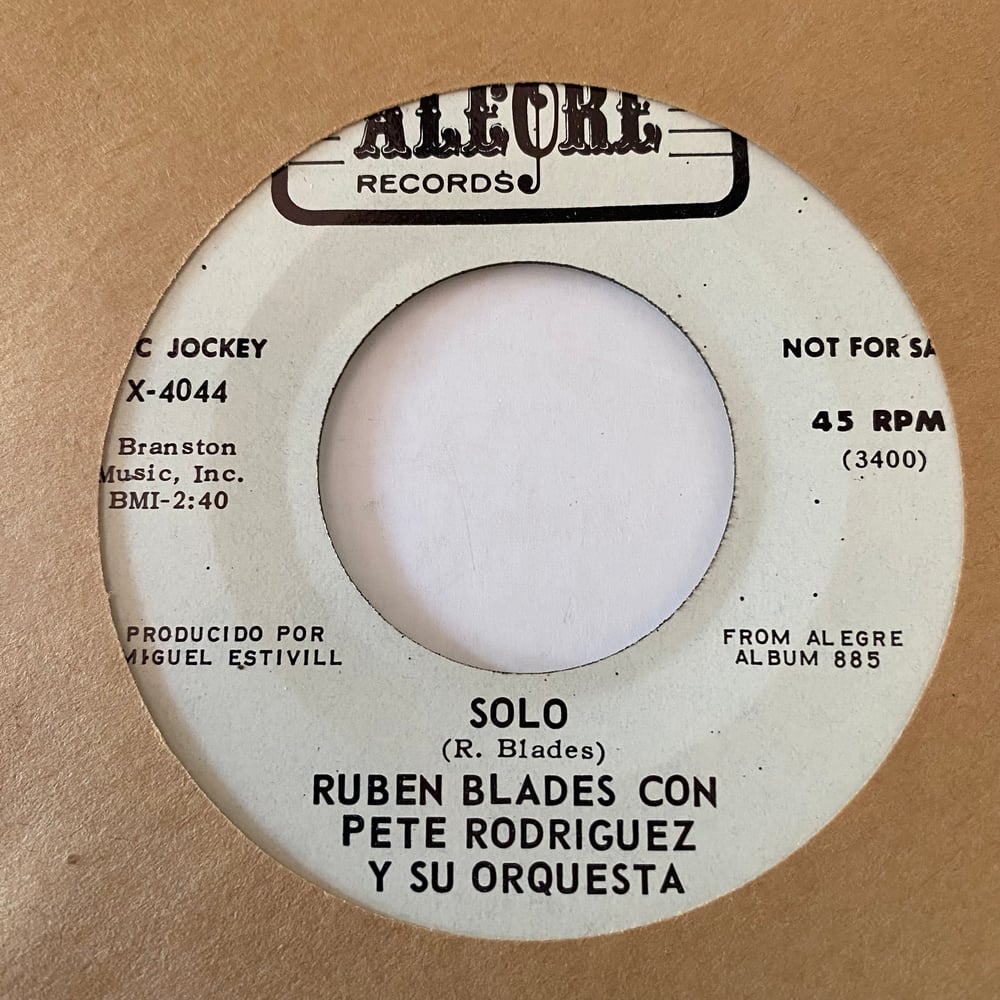 ALEGRE
RECORDS
C JOCKEY
X-4044
Branston
Music, Inc.
BMI-2:40
NOT FOR SA
45 RPM
(3400)
PRODUCIDO POR
MIGUEL ESTIVILL
FROM ALEGRE
ALBUM 885
SOLO
(R. Blades)
RUBEN BLADES CON
PETE RODRIGUEZ
Y SU ORQUESTA